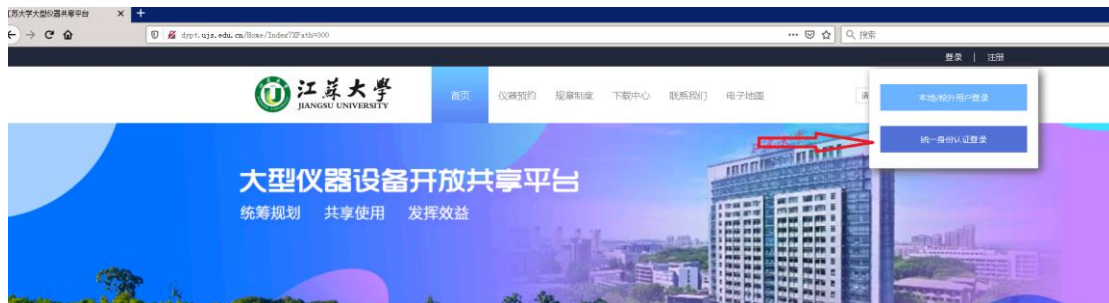 江苏大学大型仪器共享平台 × +
dypt.ujs.edu.cn/Home/Index?XPath=000
搜索
登录 | 注册
江苏大学
JIANGSU UNIVERSITY
首页 仪器预约 规章制度 下载中心 联系我们 电子地图 请
本地/校外用户登录
统一身份认证登录
大型仪器设备开放共享平台
统筹规划 共享使用 发挥效益